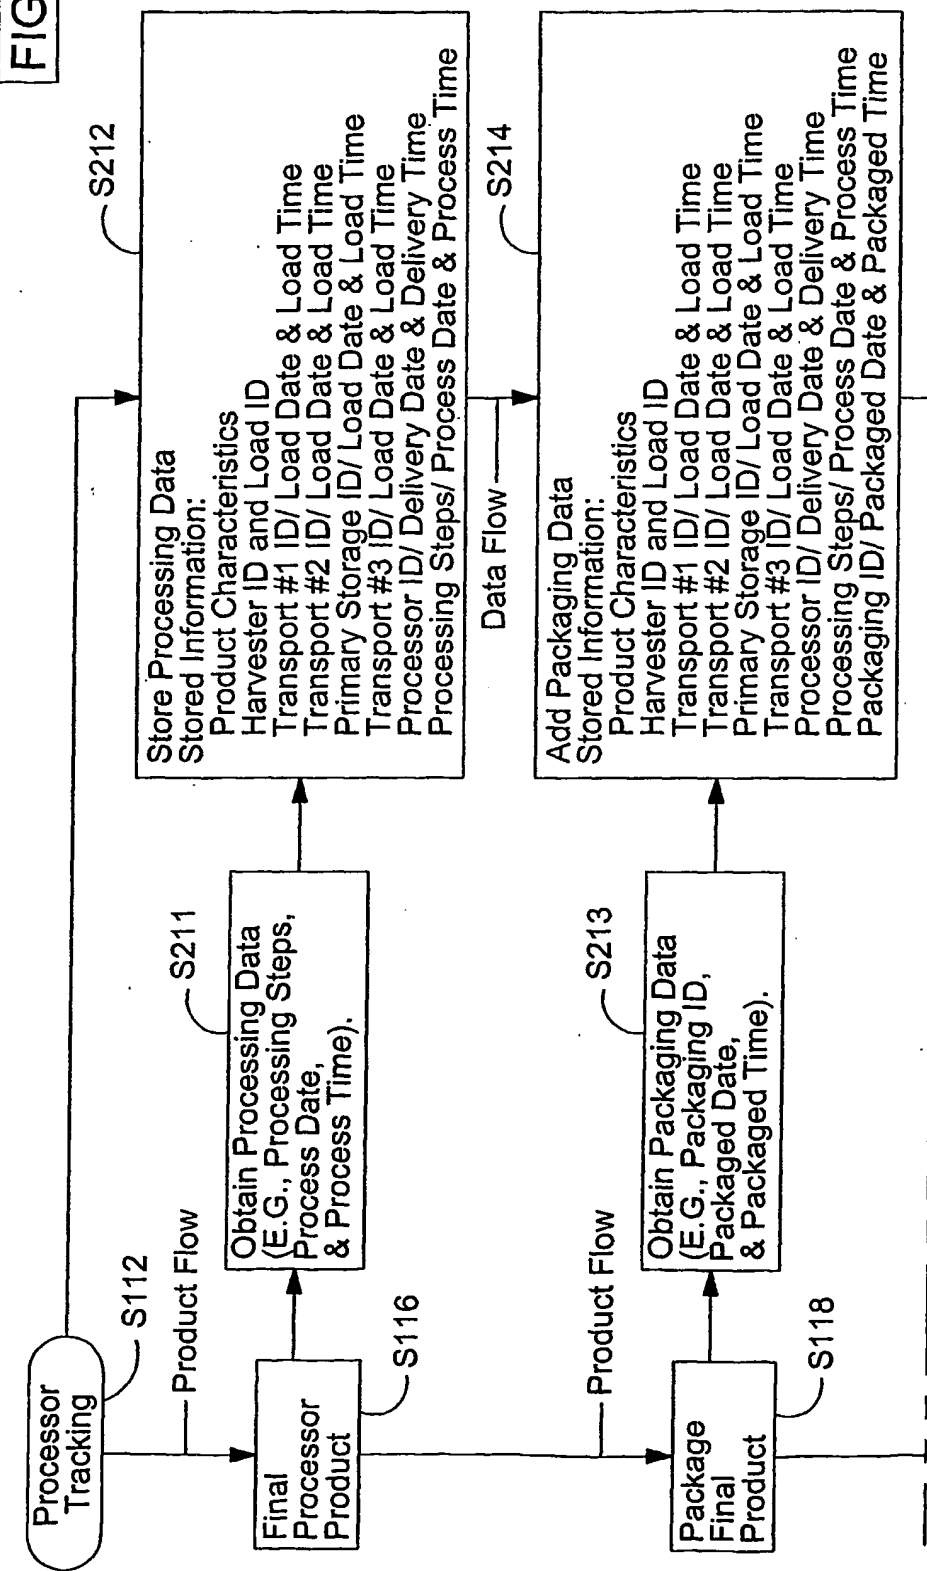 FIG
Processor
Tracking
S112
Product Flow
Final
Processor
Product
S116
Product Flow
Package
Final
Product
S118
Obtain Processing Data
(E.G., Processing Steps,
Process Date,
& Process Time).
S211
Obtain Packaging Data
(E.G., Packaging ID,
Packaged Date,
& Packaged Time).
S213
Store Processing Data
Stored Information:
Product Characteristics
Harvester ID and Load ID
Transport #1 ID/ Load Date & Load Time
Transport #2 ID/ Load Date & Load Time
Primary Storage ID/ Load Date & Load Time
Transport #3 ID/ Load Date & Load Time
Processor ID/ Delivery Date & Delivery Time
Processing Steps/ Process Date & Process Time
S212
Data Flow
Add Packaging Data
Stored Information:
Product Characteristics
Harvester ID and Load ID
Transport #1 ID/ Load Date & Load Time
Transport #2 ID/ Load Date & Load Time
Primary Storage ID/ Load Date & Load Time
Transport #3 ID/ Load Date & Load Time
Processor ID/ Delivery Date & Delivery Time
Processing Steps/ Process Date & Process Time
Packaging ID/ Packaged Date & Packaged Time
S214